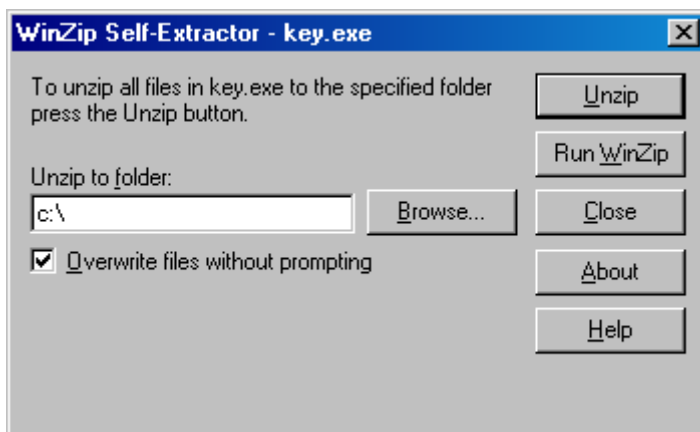 WinZip Self-Extractor - key.exe
To unzip all files in key.exe to the specified folder
press the Unzip button.
Unzip
Run WinZip
Unzip to folder:
c:\
Browse...
Close
Overwrite files without prompting
About
Help